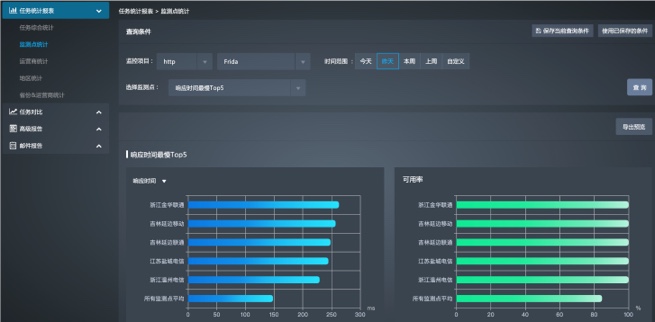 任务统计报表
任务综合统计
监测点统计
运营商统计
地区统计
省份&运营商统计
任务对比
高级报告
邮件报告
任务统计报表 > 监测点统计
查询条件
保存当前查询条件
使用已保存的条件
监控项目：
http
Frida
时间范围：
今天
昨天
本周
上周
自定义
选择监测点：
响应时间最慢Top5
查 询
导出预览
响应时间最慢Top5
响应时间
浙江金华联通
吉林延边移动
吉林延边联通
江苏盐城电信
浙江温州电信
所有监测点平均
0 50 100 150 200 250 300
ms
可用率
浙江金华联通
吉林延边移动
吉林延边联通
江苏盐城电信
浙江温州电信
所有监测点平均
0 20 40 60 80 100
%